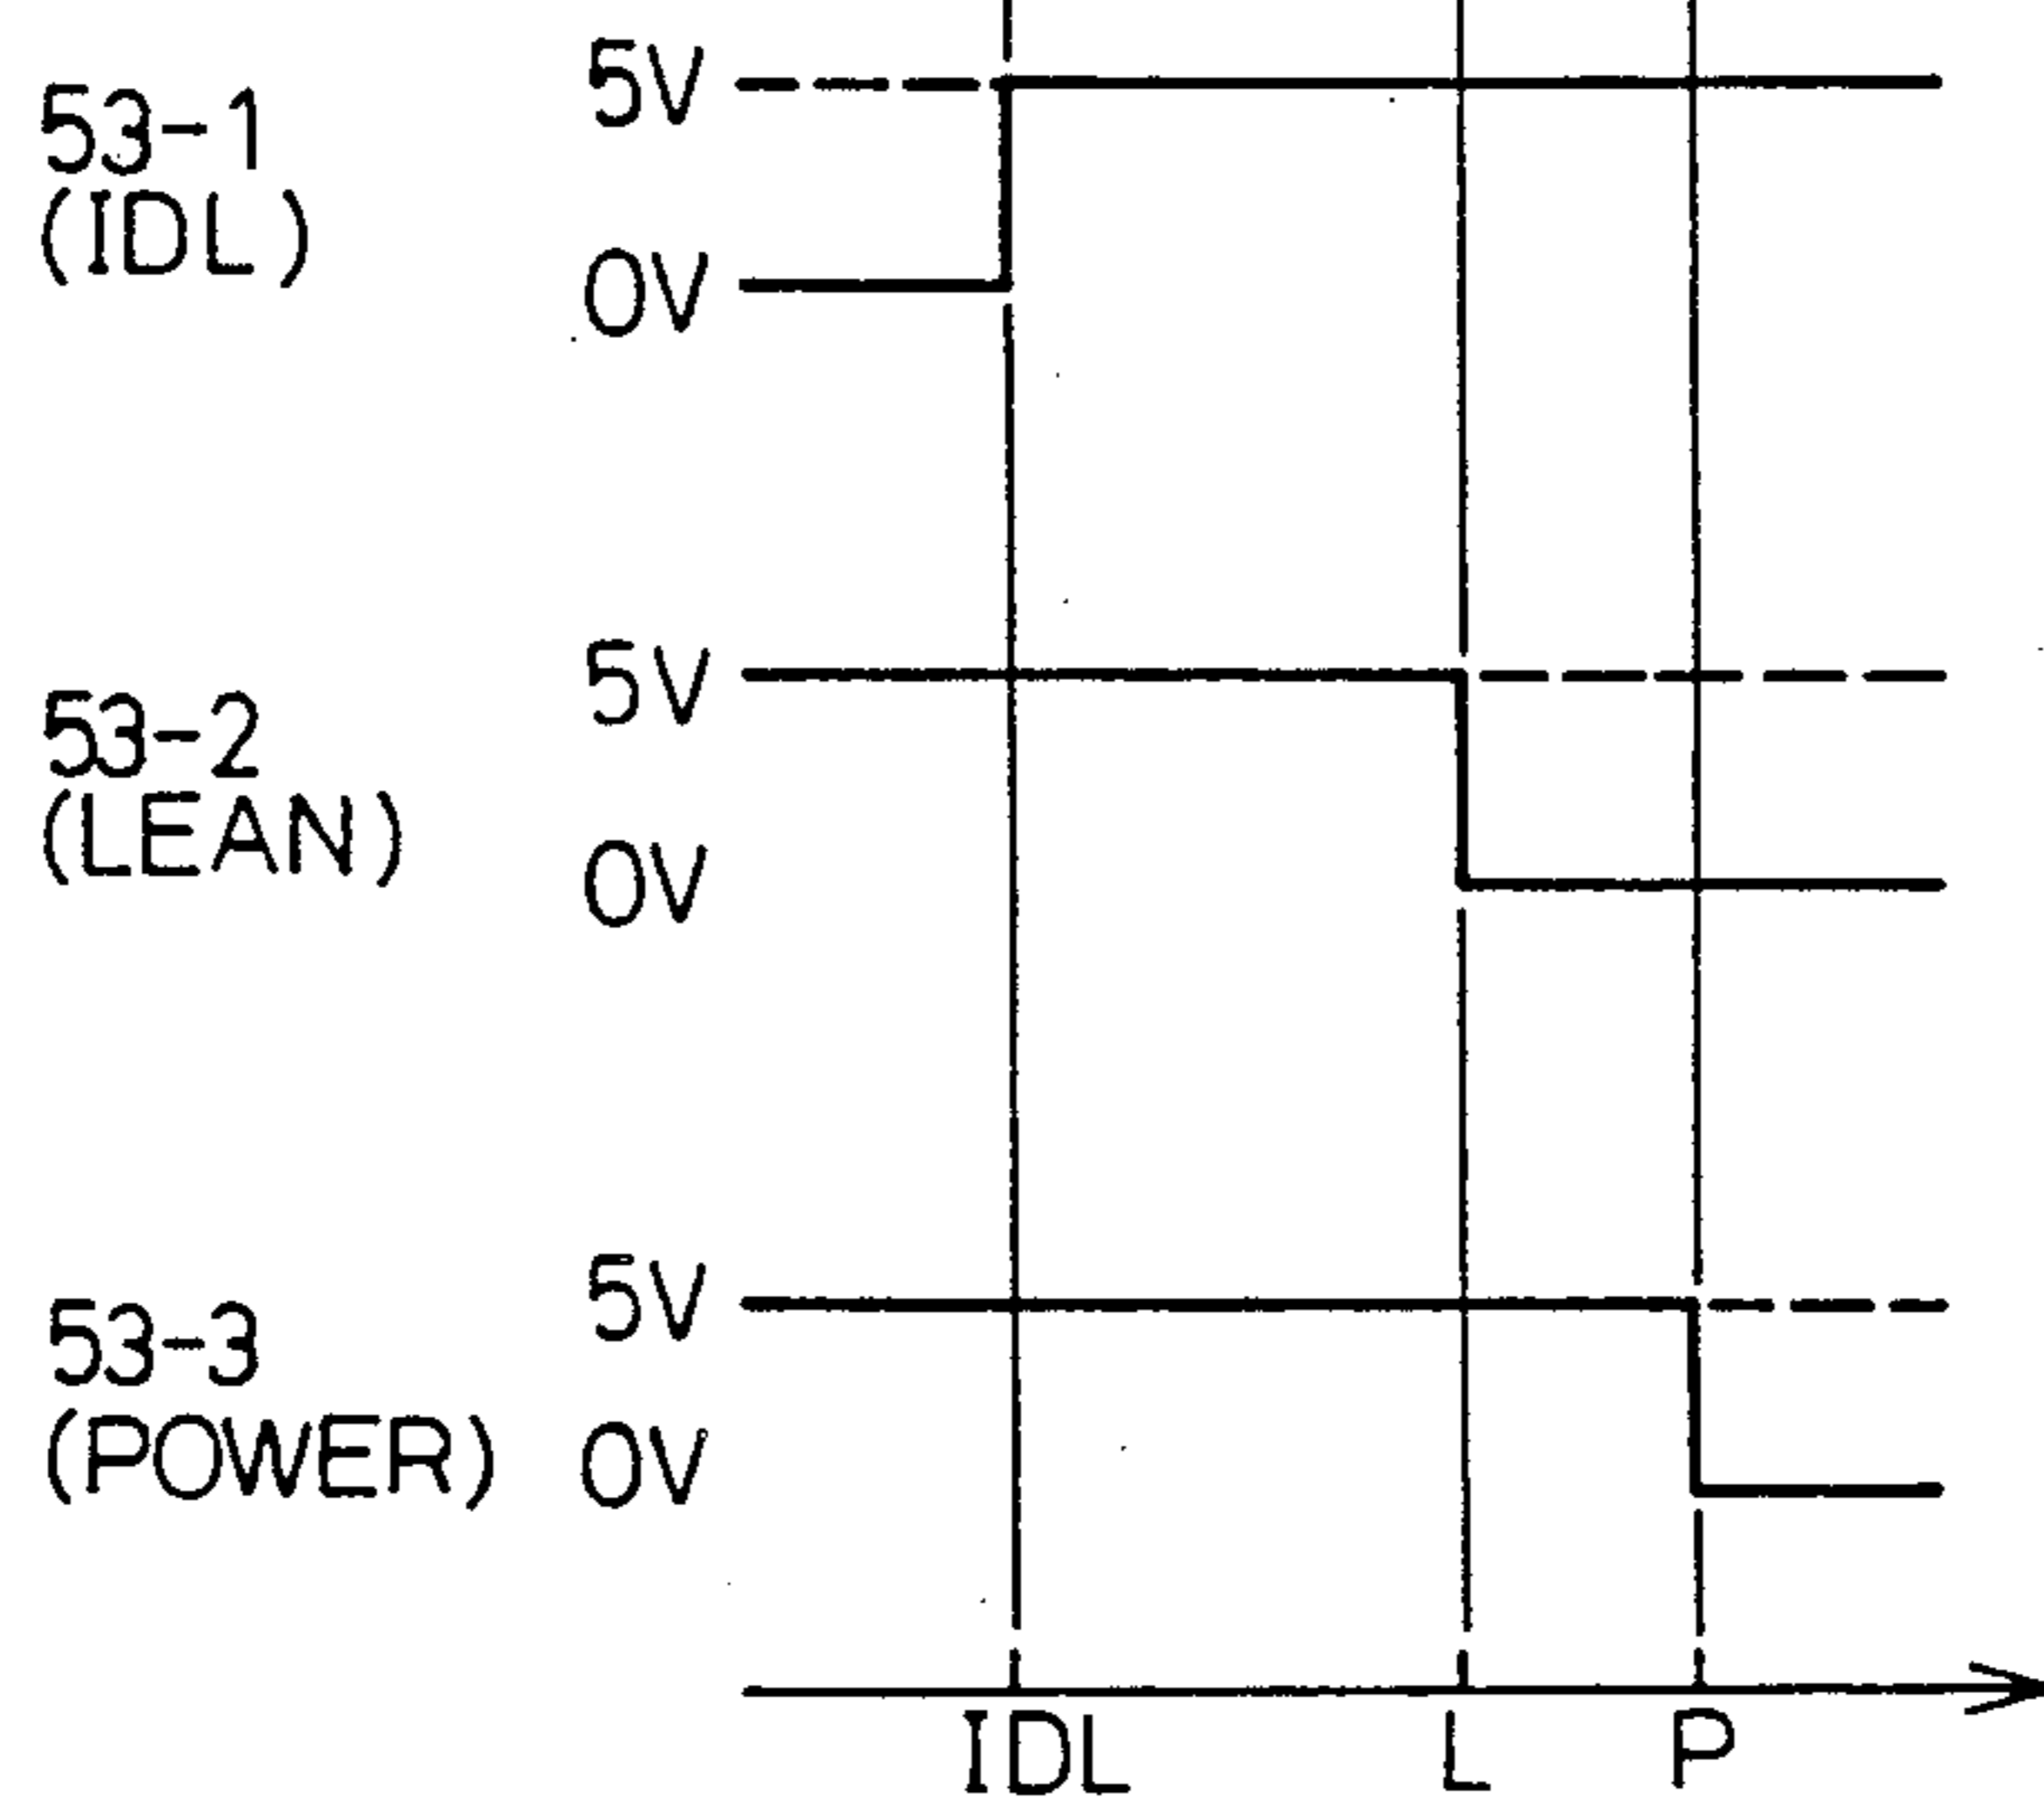 5V
53-1
(IDL)
0V
5V
53-2
(LEAN)
0V
5V
53-3
(POWER)
0V
IDL L P